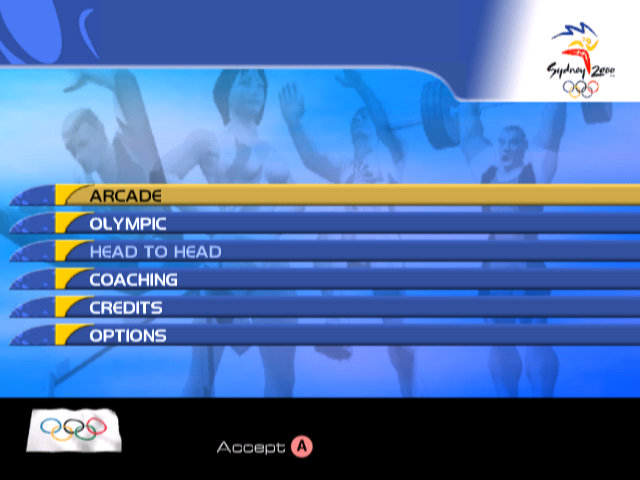 Sydney 2000
ARCADE
OLYMPIC
HEAD TO HEAD
COACHING
CREDITS
OPTIONS
Accept A